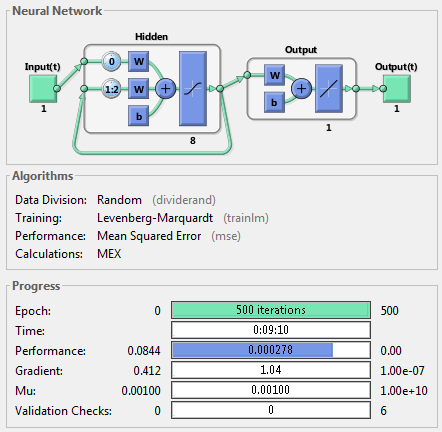 Neural Network
Hidden
Output
Input(t)
Output(t)
0
W
1:2
W
b
W
b
1
8
1
1
Algorithms
Data Division: Random (dividerand)
Training: Levenberg-Marquardt (trainlm)
Performance: Mean Squared Error (mse)
Calculations: MEX
Progress
Epoch: 0 500 iterations 500
Time: 0:09:10
Performance: 0.0844 0.000278 0.00
Gradient: 0.412 1.04 1.00e-07
Mu: 0.00100 0.00100 1.00e+10
Validation Checks: 0 0 6